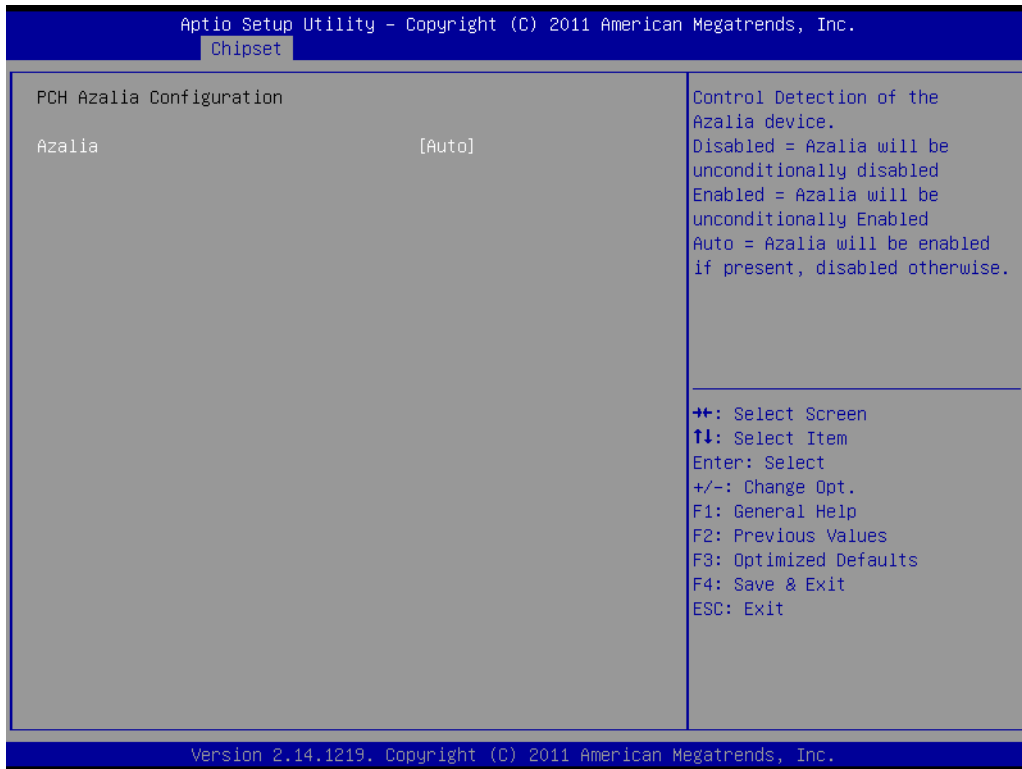 Aptio Setup Utility – Copyright (C) 2011 American Megatrends, Inc.
Chipset
PCH Azalia Configuration
Azalia [Auto]
Control Detection of the
Azalia device.
Disabled = Azalia will be
unconditionally disabled
Enabled = Azalia will be
unconditionally Enabled
Auto = Azalia will be enabled
if present, disabled otherwise.
→←: Select Screen
↑↓: Select Item
Enter: Select
+/-: Change Opt.
F1: General Help
F2: Previous Values
F3: Optimized Defaults
F4: Save & Exit
ESC: Exit
Version 2.14.1219. Copyright (C) 2011 American Megatrends, Inc.